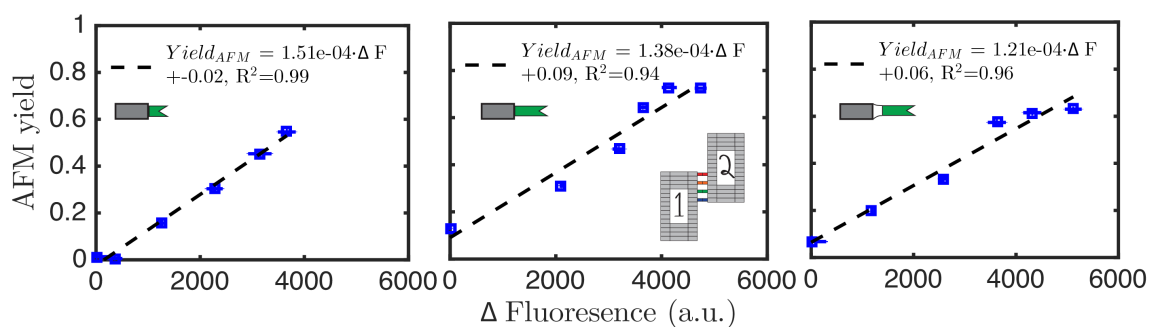 AFM yield
1
0.8
0.6
0.4
0.2
0
Yield_AFM = 1.51e-04·Δ F
+-0.02, R²=0.99
0 2000 4000 6000
Yield_AFM = 1.38e-04·Δ F
+0.09, R²=0.94
1
2
0 2000 4000 6000
Yield_AFM = 1.21e-04·Δ F
+0.06, R²=0.96
0 2000 4000 6000
Δ Fluoresence (a.u.)